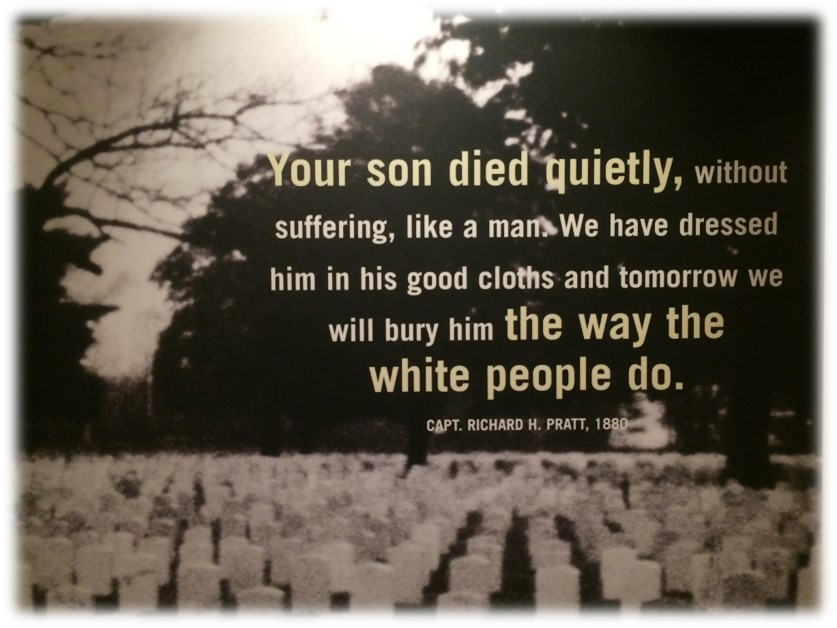 Your son died quietly, without
suffering, like a man. We have dressed
him in his good cloths and tomorrow we
will bury him the way the
white people do.
CAPT. RICHARD H. PRATT, 1880